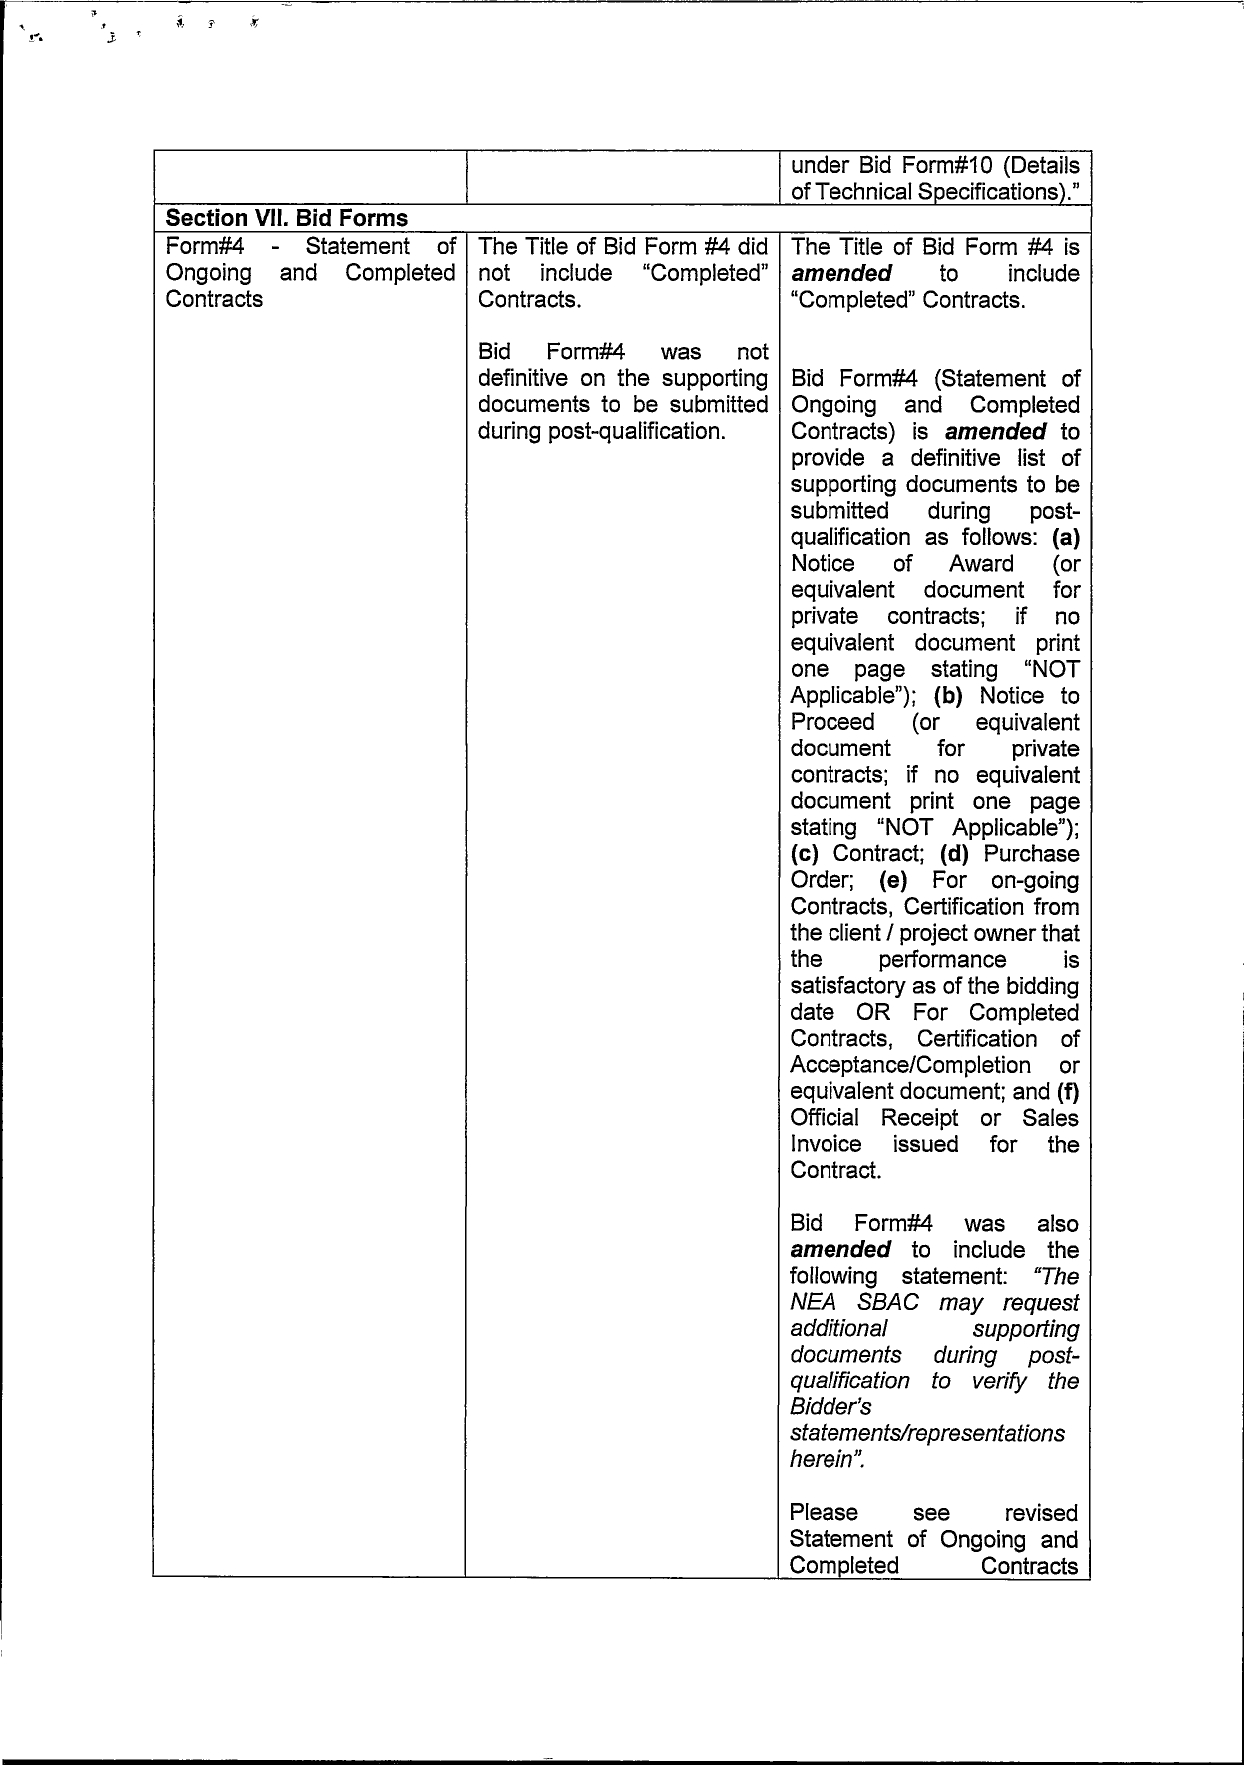 under Bid Form#10 (Details
of Technical Specifications).”
Section VII. Bid Forms
Form#4 - Statement of
Ongoing and Completed
Contracts
The Title of Bid Form #4 did
not include “Completed”
Contracts.
Bid Form#4 was not
definitive on the supporting
documents to be submitted
during post-qualification.
The Title of Bid Form #4 is
amended to include
“Completed” Contracts.
Bid Form#4 (Statement of
Ongoing and Completed
Contracts) is amended to
provide a definitive list of
supporting documents to be
submitted during post-
qualification as follows: (a)
Notice of Award (or
equivalent document for
private contracts; if no
equivalent document print
one page stating “NOT
Applicable”); (b) Notice to
Proceed (or equivalent
document for private
contracts; if no equivalent
document print one page
stating “NOT Applicable”);
(c) Contract; (d) Purchase
Order; (e) For on-going
Contracts, Certification from
the client / project owner that
the performance is
satisfactory as of the bidding
date OR For Completed
Contracts, Certification of
Acceptance/Completion or
equivalent document; and (f)
Official Receipt or Sales
Invoice issued for the
Contract.
Bid Form#4 was also
amended to include the
following statement: “The
NEA SBAC may request
additional supporting
documents during post-
qualification to verify the
Bidder's
statements/representations
herein”.
Please see revised
Statement of Ongoing and
Completed Contracts